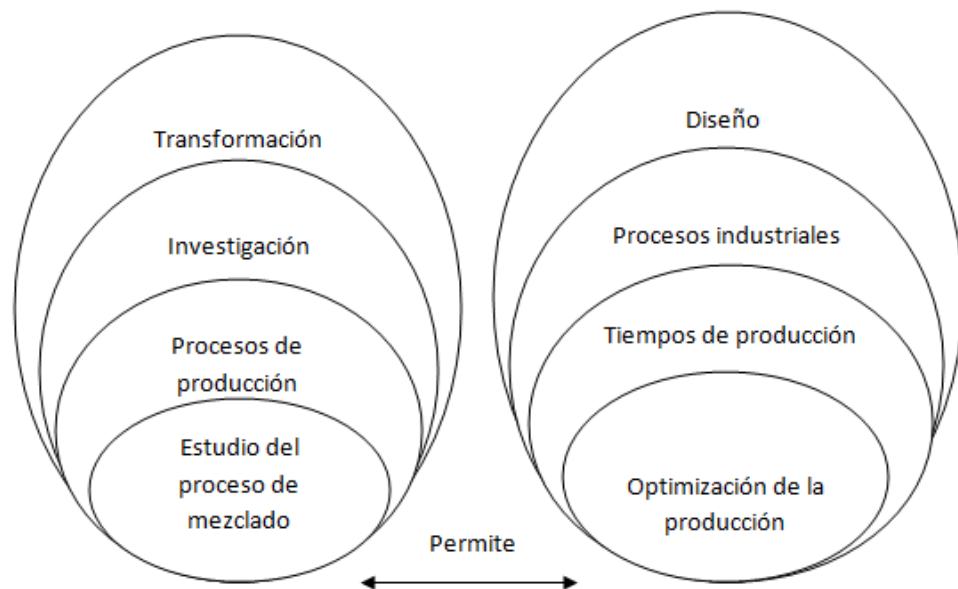 Transformación
Investigación
Procesos de
producción
Estudio del
proceso de
mezclado
Diseño
Procesos industriales
Tiempos de producción
Optimización de la
producción
Permite